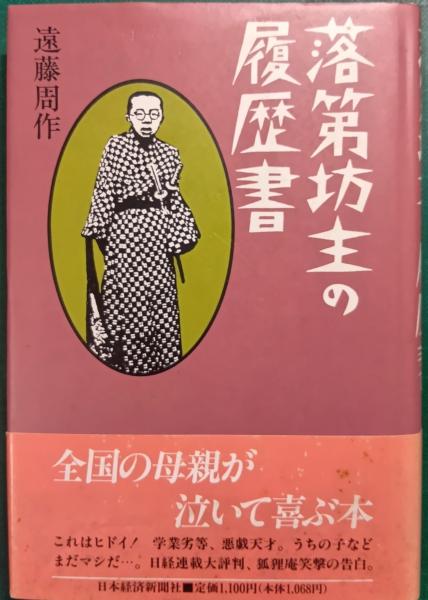 落第坊主の
履歴書
遠藤周作
全国の母親が
泣いて喜ぶ本
これはヒドイ! 学業劣等、悪戯天才。うちの子など
まだマシだ…。日経連載大評判、狐狸庵笑撃の告白。
日本経済新聞社■定価1,100円(本体1,068円)